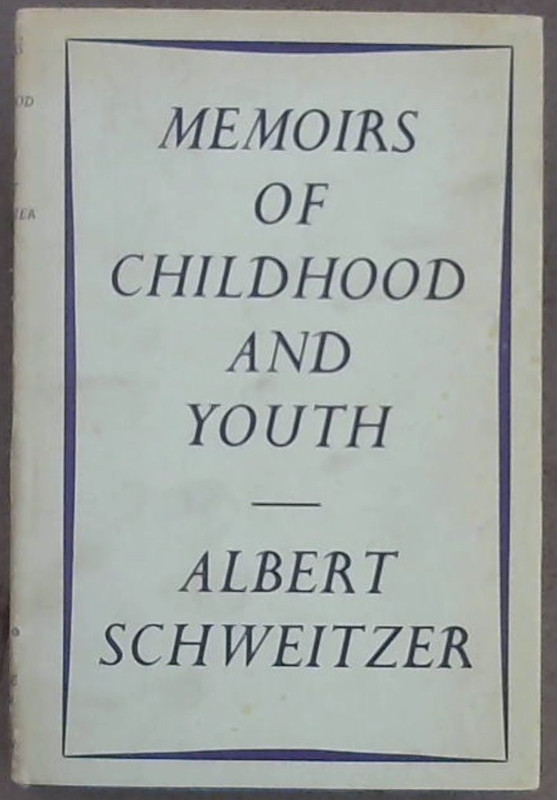 MEMOIRS
OF
CHILDHOOD
AND
YOUTH
ALBERT
SCHWEITZER